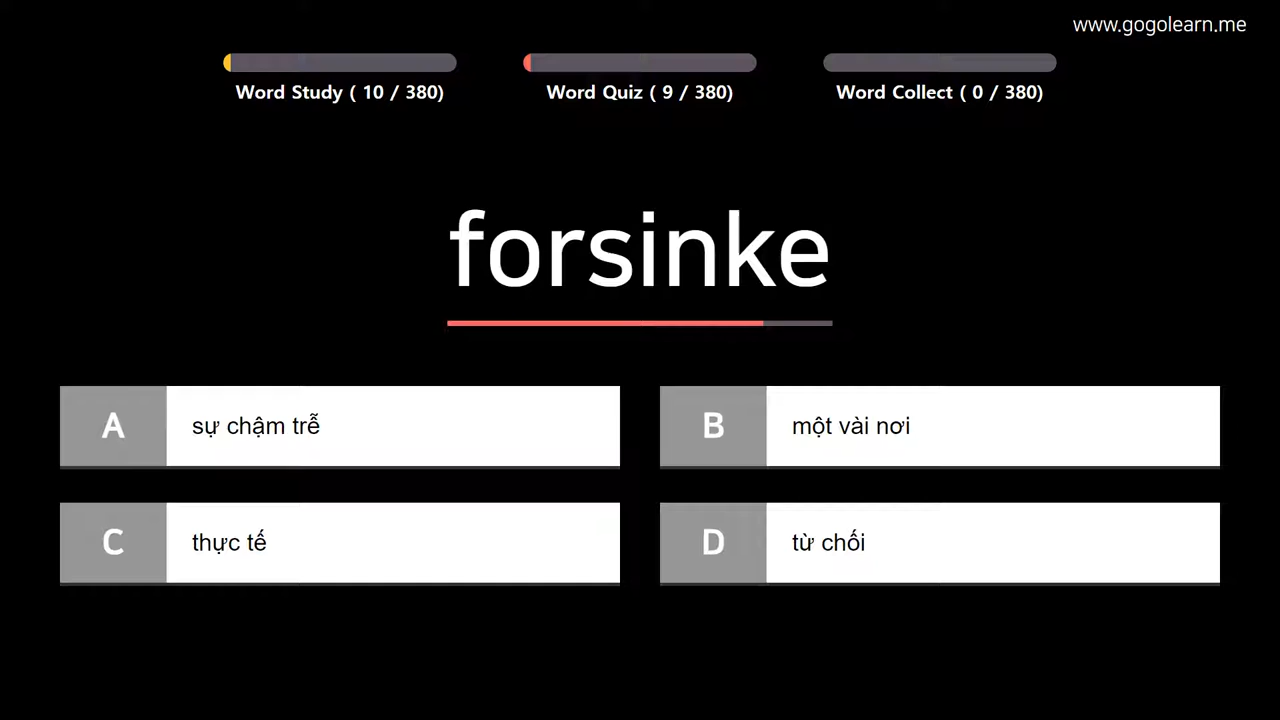 www.gogolearn.me
Word Study ( 10 / 380)
Word Quiz ( 9 / 380)
Word Collect ( 0 / 380)
forsinke
A sự chậm trễ
B một vài nơi
C thực tế
D từ chối